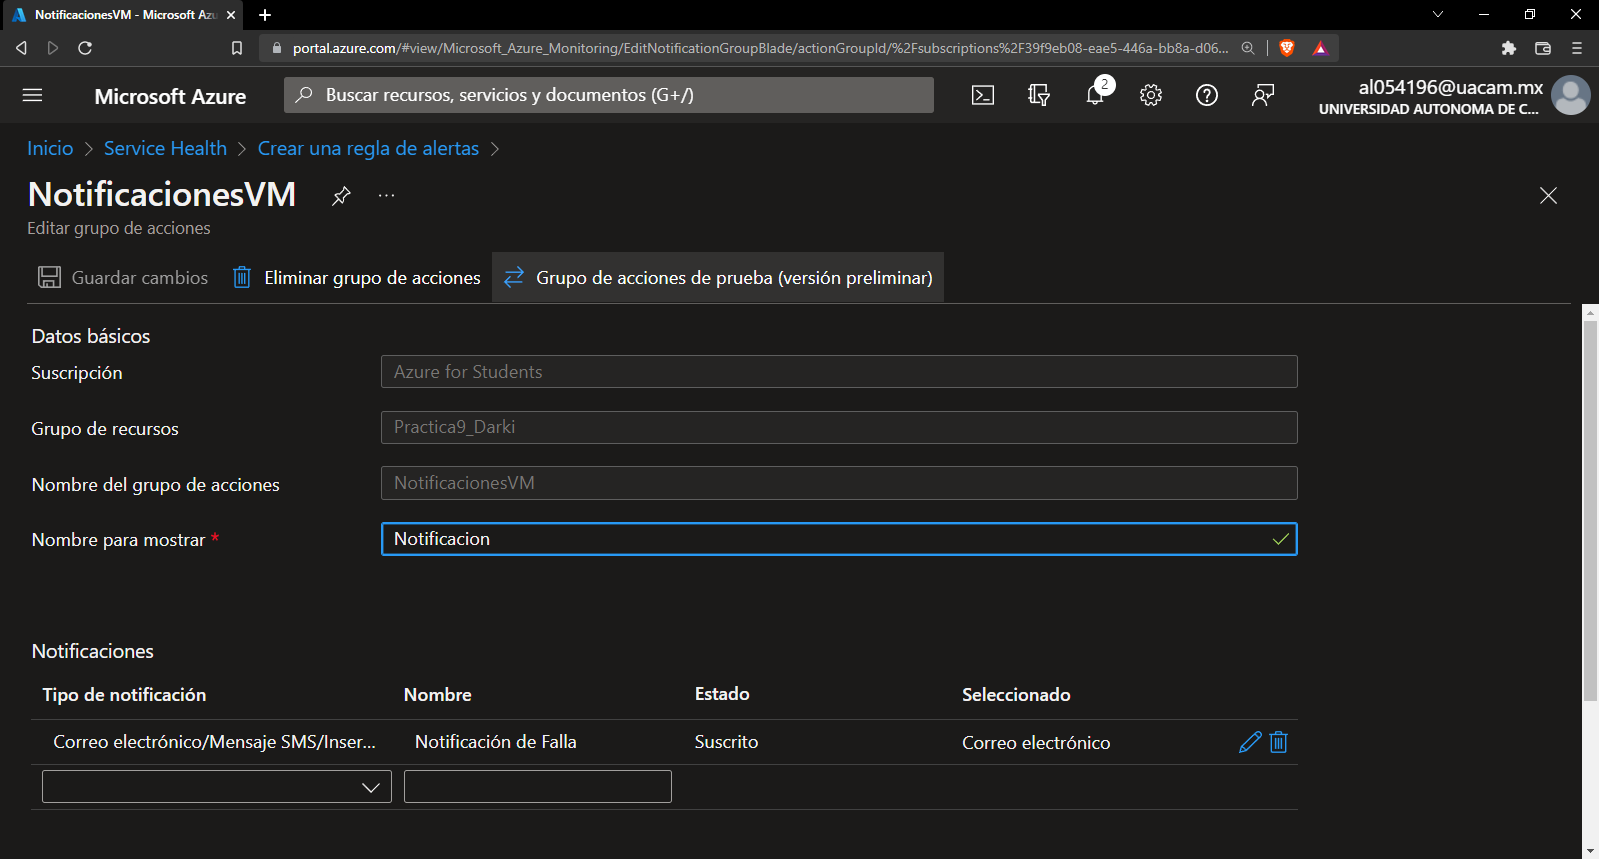 NotificacionesVM - Microsoft Azu
portal.azure.com/#view/Microsoft_Azure_Monitoring/EditNotificationGroupBlade/actionGroupId/%2Fsubscriptions%2F39f9eb08-eae5-446a-bb8a-d06...
Microsoft Azure
Buscar recursos, servicios y documentos (G+/)
2
al054196@uacam.mx
UNIVERSIDAD AUTONOMA DE C...
Inicio > Service Health > Crear una regla de alertas >
NotificacionesVM
Editar grupo de acciones
Guardar cambios
Eliminar grupo de acciones
Grupo de acciones de prueba (versión preliminar)
Datos básicos
Suscripción
Azure for Students
Grupo de recursos
Practica9_Darki
Nombre del grupo de acciones
NotificacionesVM
Nombre para mostrar *
Notificacion
Notificaciones
Tipo de notificación
Nombre
Estado
Seleccionado
Correo electrónico/Mensaje SMS/Inser...
Notificación de Falla
Suscrito
Correo electrónico